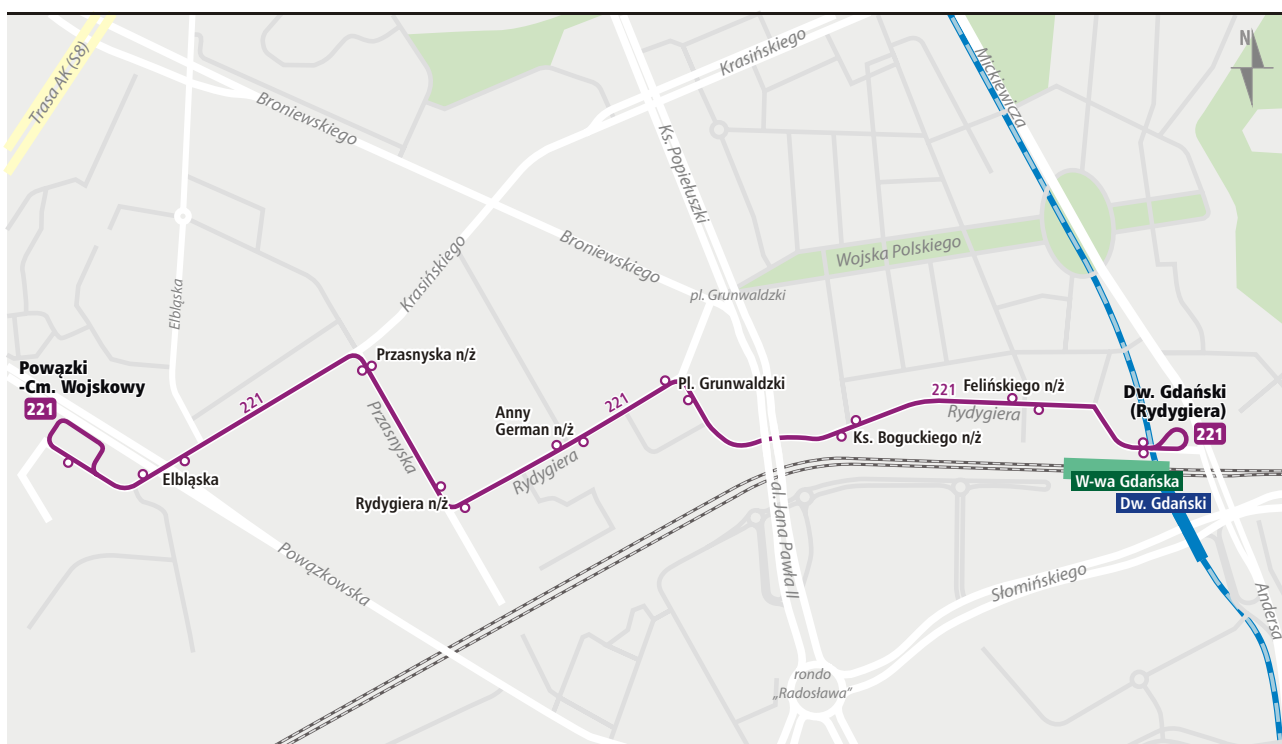 Trasa AK (S8)
Broniewskiego
Krasińskiego
Ks. Popiełuszki
Mickiewicza
N
Elbląska
Krasińskiego
Broniewskiego
pl. Grunwaldzki
Wojska Polskiego
Powązki
-Cm. Wojskowy
221
221
Elbląska
Przasnyska n/ż
Przasnyska
Rydygiera n/ż
Anny
German n/ż
221
Rydygiera
Pl. Grunwaldzki
Ks. Boguckiego n/ż
221
Felińskiego n/ż
Rydygiera
Dw. Gdański
(Rydygiera)
221
W-wa Gdańska
Dw. Gdański
Powązkowska
al. Jana Pawła II
Słomińskiego
Andersa
rondo
„Radosława”